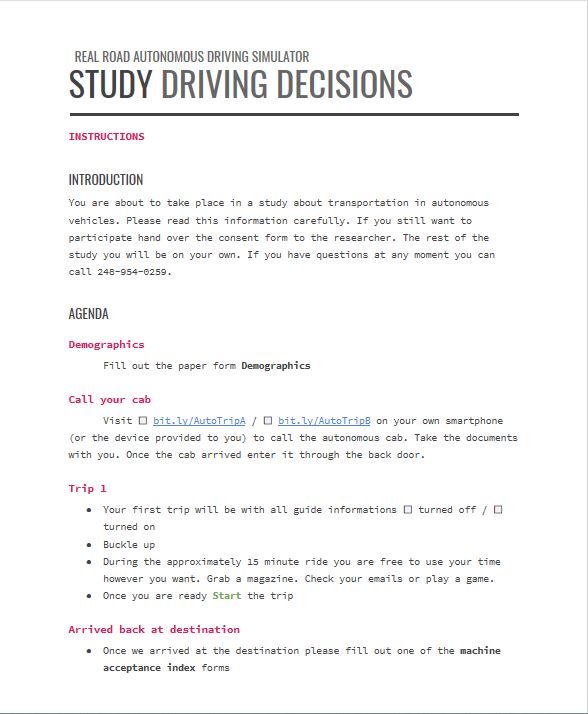 REAL ROAD AUTONOMOUS DRIVING SIMULATOR
STUDY DRIVING DECISIONS
INSTRUCTIONS
INTRODUCTION
You are about to take place in a study about transportation in autonomous
vehicles. Please read this information carefully. If you still want to
participate hand over the consent form to the researcher. The rest of the
study you will be on your own. If you have questions at any moment you can
call 248-954-0259.
AGENDA
Demographics
Fill out the paper form Demographics
Call your cab
Visit ☐ bit.ly/AutoTripA / ☐ bit.ly/AutoTripB on your own smartphone
(or the device provided to you) to call the autonomous cab. Take the documents
with you. Once the cab arrived enter it through the back door.
Trip 1
● Your first trip will be with all guide informations ☐ turned off / ☐
turned on
● Buckle up
● During the approximately 15 minute ride you are free to use your time
however you want. Grab a magazine. Check your emails or play a game.
● Once you are ready Start the trip
Arrived back at destination
● Once we arrived at the destination please fill out one of the machine
acceptance index forms